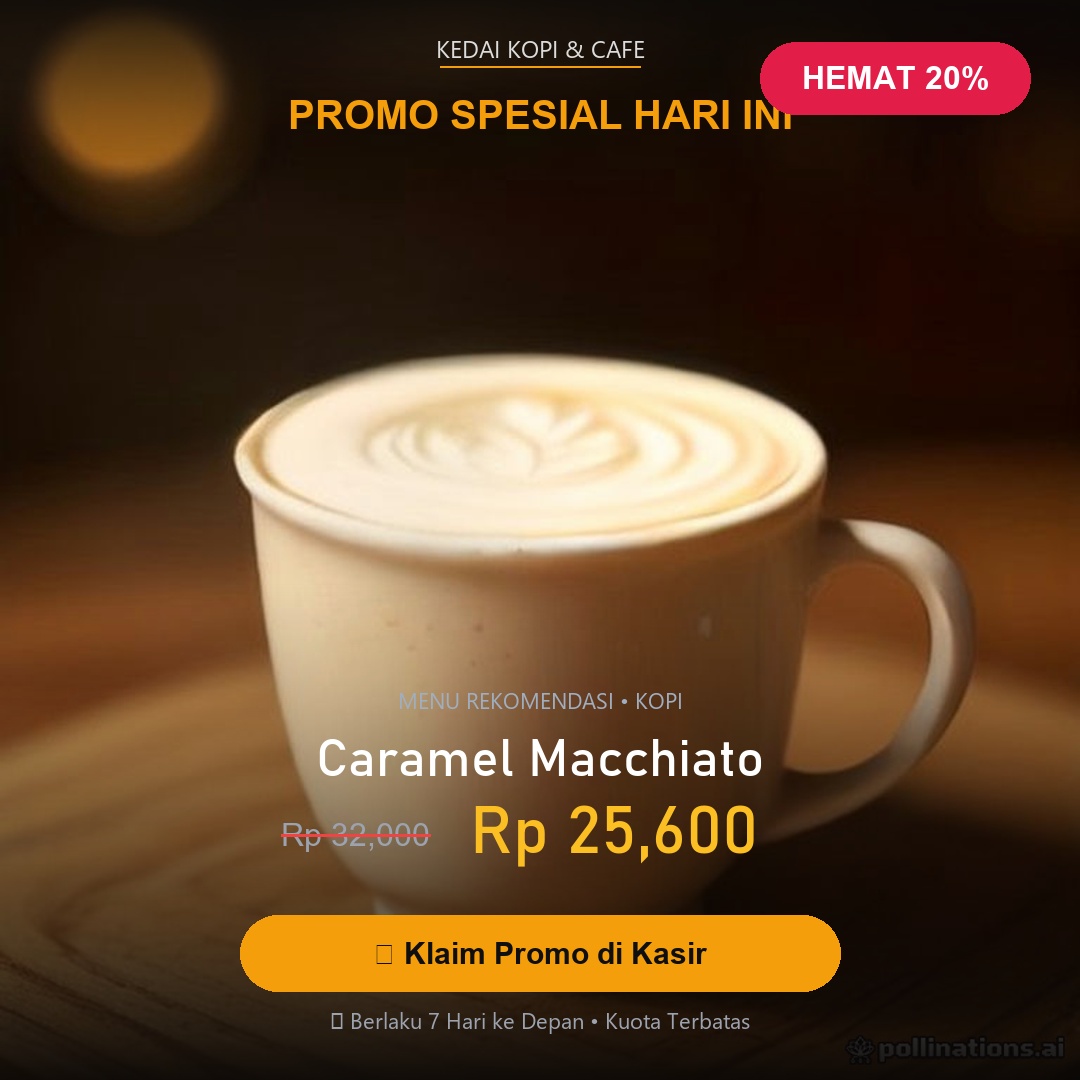 KEDAI KOPI & CAFE
HEMAT 20%
PROMO SPESIAL HARI INI
MENU REKOMENDASI • KOPI
Caramel Macchiato
Rp 32,000 Rp 25,600
Klaim Promo di Kasir
Berlaku 7 Hari ke Depan • Kuota Terbatas
pollinations.ai